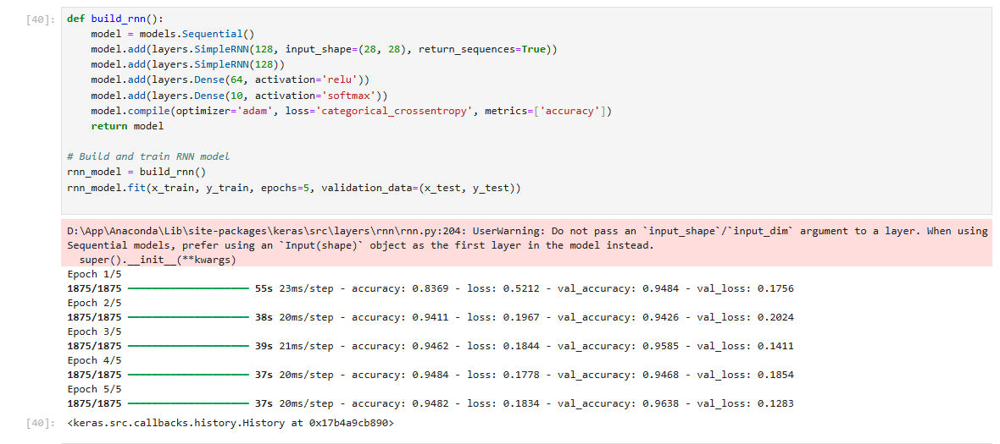 [40]: def build_rnn():
    model = models.Sequential()
    model.add(layers.SimpleRNN(128, input_shape=(28, 28), return_sequences=True))
    model.add(layers.SimpleRNN(128))
    model.add(layers.Dense(64, activation='relu'))
    model.add(layers.Dense(10, activation='softmax'))
    model.compile(optimizer='adam', loss='categorical_crossentropy', metrics=['accuracy'])
    return model
# Build and train RNN model
rnn_model = build_rnn()
rnn_model.fit(x_train, y_train, epochs=5, validation_data=(x_test, y_test))
D:\App\Anaconda\Lib\site-packages\keras\src\layers\rnn\rnn.py:204: UserWarning: Do not pass an `input_shape`/`input_dim` argument to a layer. When using
Sequential models, prefer using an `Input(shape)` object as the first layer in the model instead.
  super().__init__(**kwargs)
Epoch 1/5
1875/1875 ━━━━━━━━━━━━━━━━━━━━ 55s 23ms/step - accuracy: 0.8369 - loss: 0.5212 - val_accuracy: 0.9484 - val_loss: 0.1756
Epoch 2/5
1875/1875 ━━━━━━━━━━━━━━━━━━━━ 38s 20ms/step - accuracy: 0.9411 - loss: 0.1967 - val_accuracy: 0.9426 - val_loss: 0.2024
Epoch 3/5
1875/1875 ━━━━━━━━━━━━━━━━━━━━ 39s 21ms/step - accuracy: 0.9462 - loss: 0.1844 - val_accuracy: 0.9585 - val_loss: 0.1411
Epoch 4/5
1875/1875 ━━━━━━━━━━━━━━━━━━━━ 37s 20ms/step - accuracy: 0.9484 - loss: 0.1778 - val_accuracy: 0.9468 - val_loss: 0.1854
Epoch 5/5
1875/1875 ━━━━━━━━━━━━━━━━━━━━ 37s 20ms/step - accuracy: 0.9482 - loss: 0.1834 - val_accuracy: 0.9638 - val_loss: 0.1283
[40]: <keras.src.callbacks.history.History at 0x17b4a9cb890>